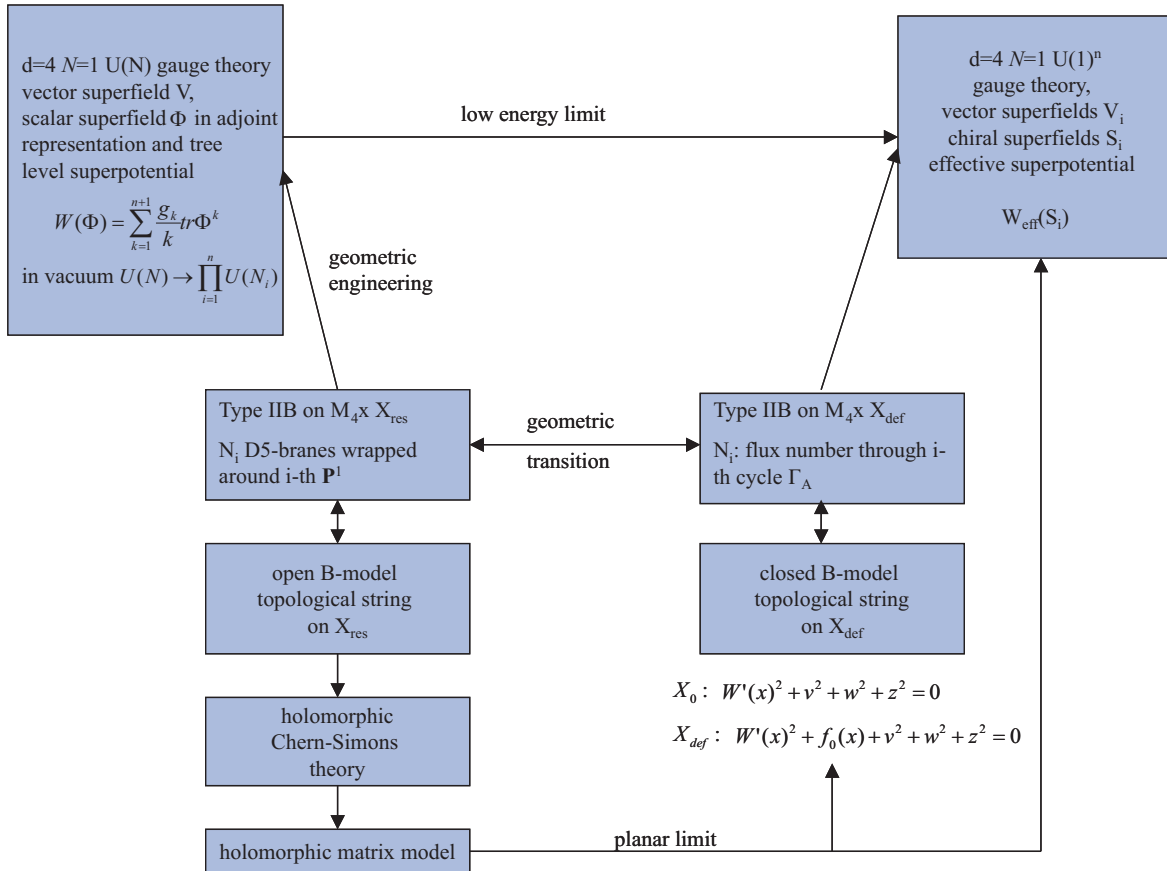 d=4 N=1 U(N) gauge theory
vector superfield V,
scalar superfield Φ in adjoint
representation and tree
level superpotential
W(Φ) = ∑_{k=1}^{n+1} g_k/k trΦ^k
in vacuum U(N) → ∏_{i=1}^{n} U(N_i)
low energy limit
d=4 N=1 U(1)^n
gauge theory,
vector superfields V_i
chiral superfields S_i
effective superpotential
W_eff(S_i)
geometric
engineering
Type IIB on M_4x X_res
N_i D5-branes wrapped
around i-th P^1
geometric
transition
Type IIB on M_4x X_def
N_i: flux number through i-
th cycle Γ_A
open B-model
topological string
on X_res
closed B-model
topological string
on X_def
holomorphic
Chern-Simons
theory
X_0 : W'(x)^2 + v^2 + w^2 + z^2 = 0
X_def : W'(x)^2 + f_0(x) + v^2 + w^2 + z^2 = 0
holomorphic matrix model
planar limit